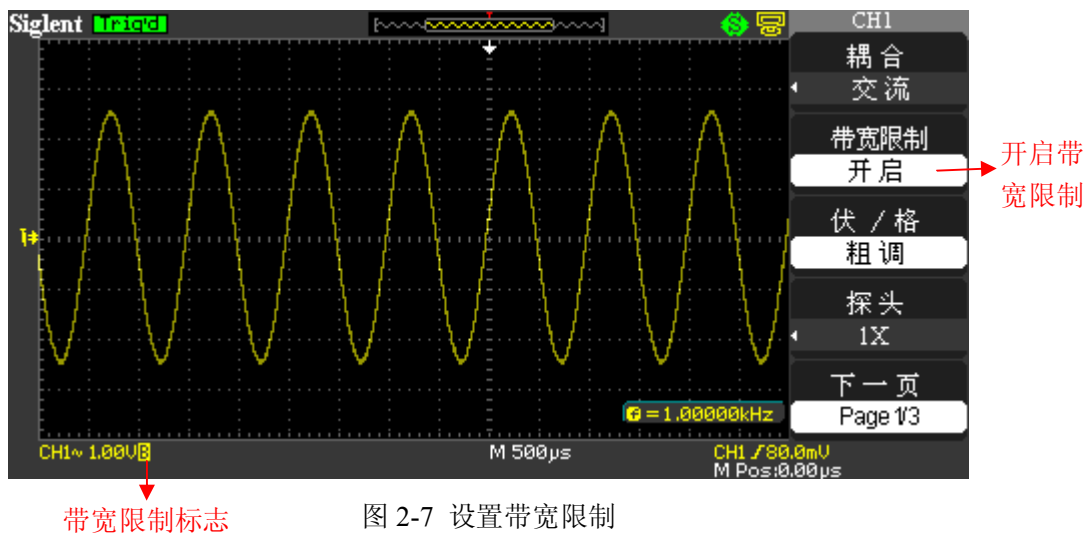 Siglent Trig'd CH1
耦合
交流
带宽限制
开启
开启带
宽限制
伏 / 格
粗调
探头
1X
下一页
Page 1/3
f = 1.00000kHz
CH1~ 1.00V B
M 500μs
CH1 80.0mV
M Pos:0.00μs
带宽限制标志
图 2-7 设置带宽限制